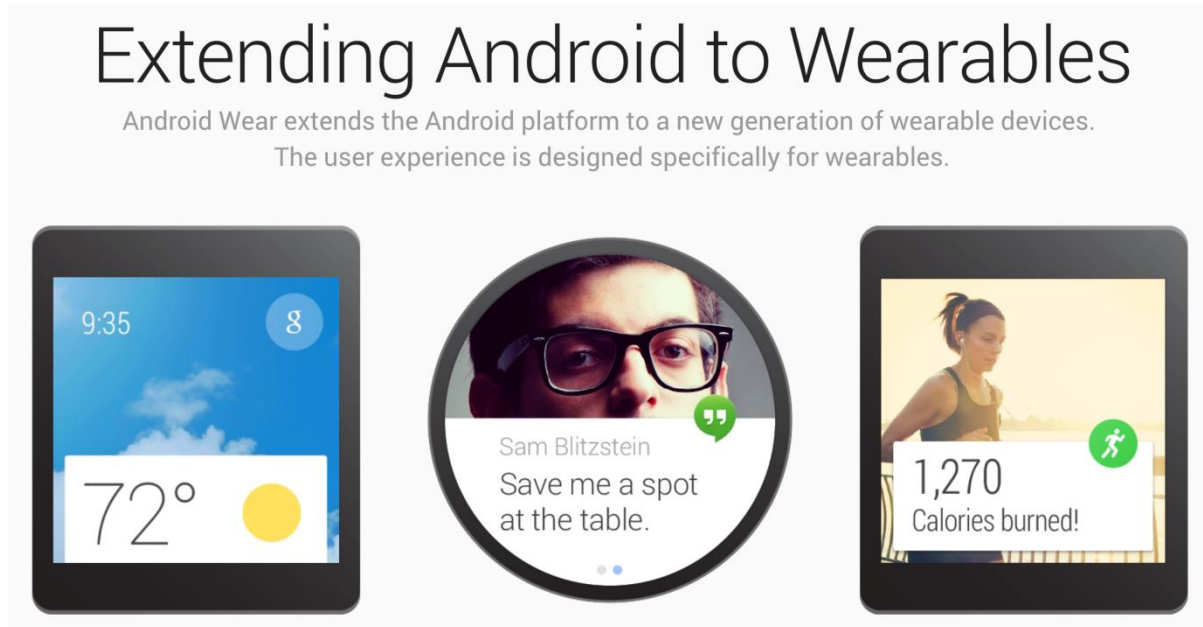 Extending Android to Wearables
Android Wear extends the Android platform to a new generation of wearable devices.
The user experience is designed specifically for wearables.
9:35
g
72°
Sam Blitzstein
Save me a spot
at the table.
1,270
Calories burned!